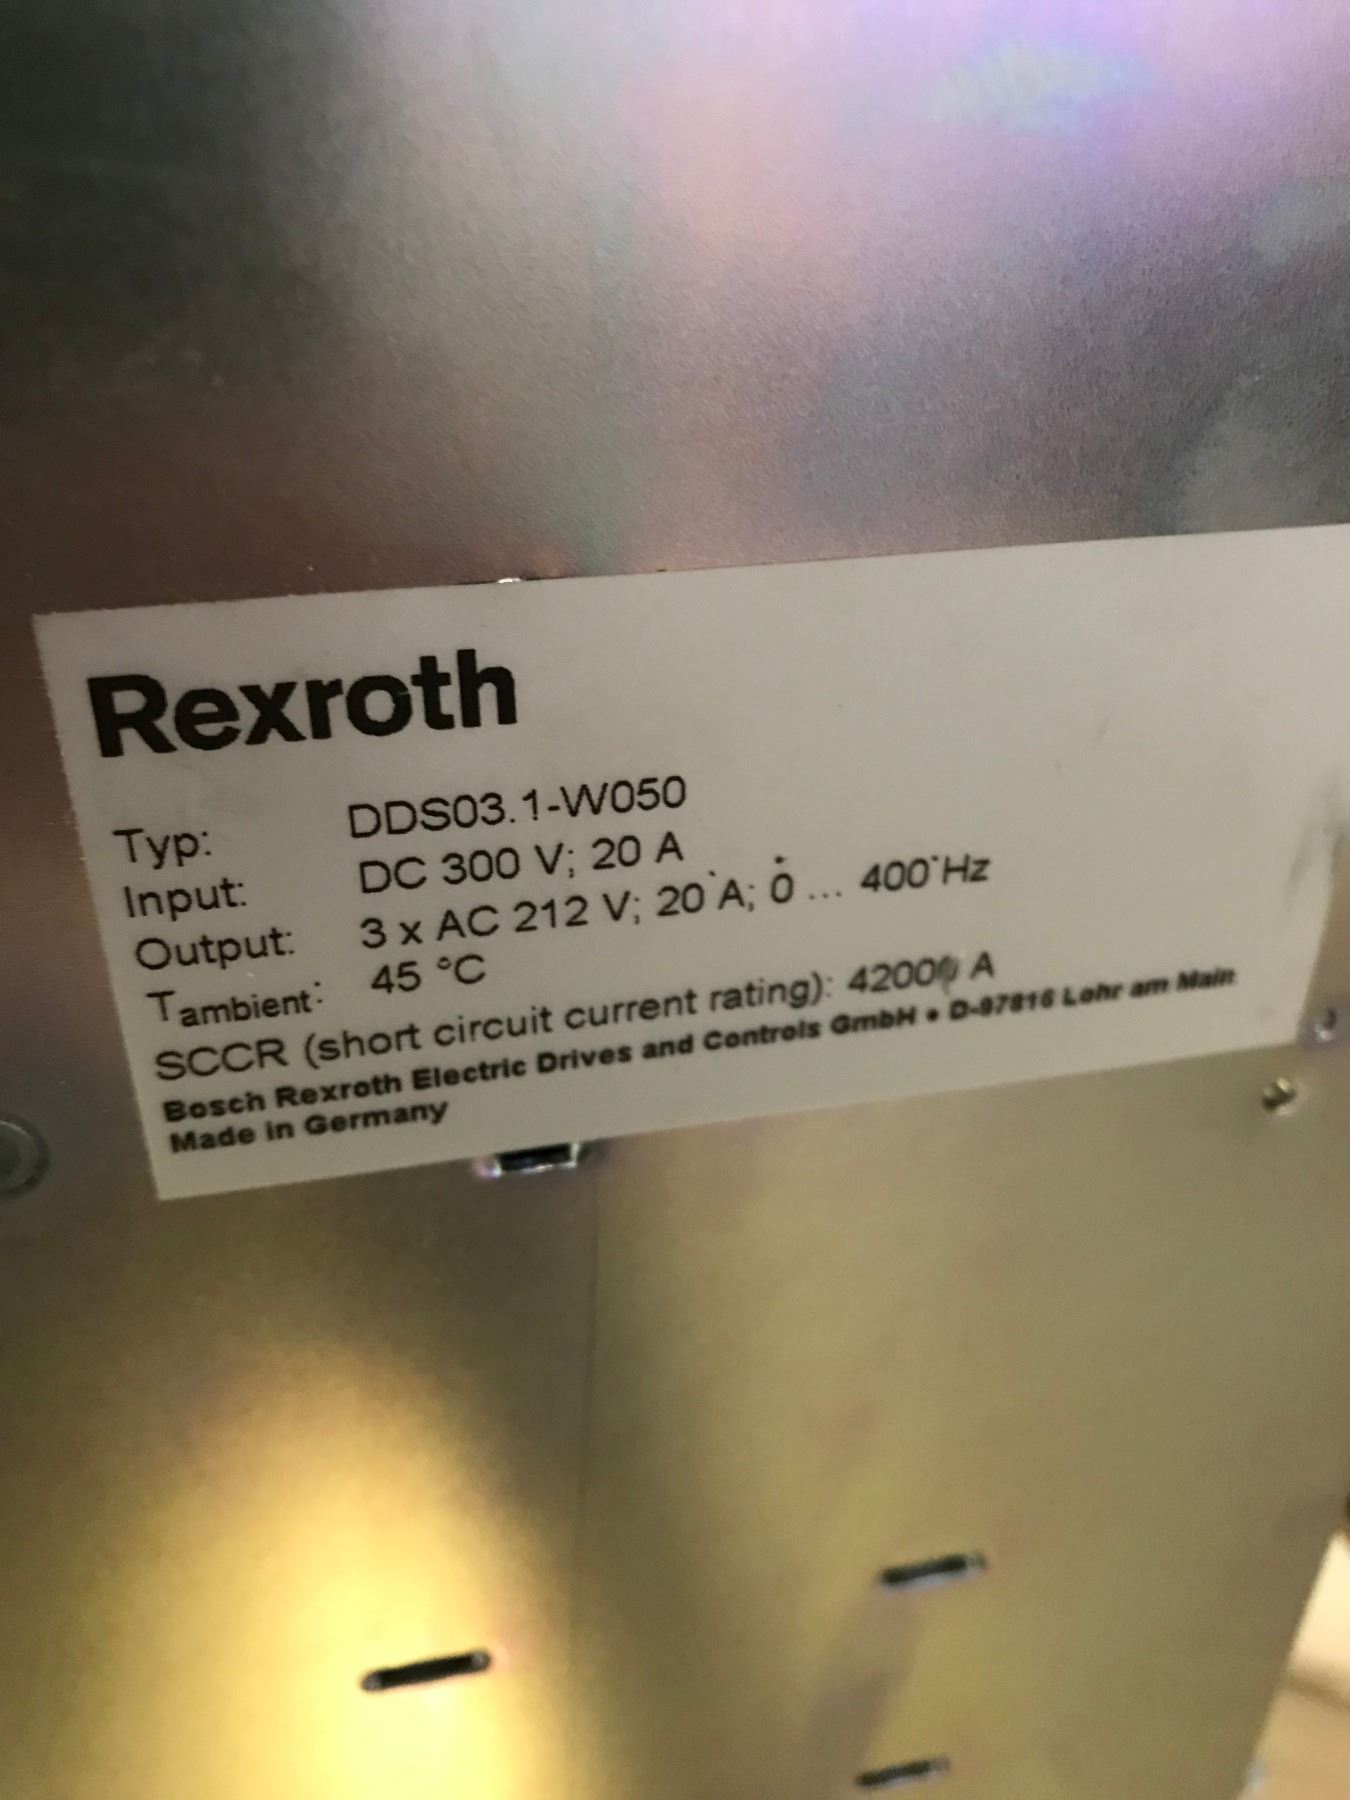 Rexroth
Typ: DDS03.1-W050
Input: DC 300 V; 20 A
Output: 3 x AC 212 V; 20 A; 0 ... 400 Hz
Tambient: 45 °C
SCCR (short circuit current rating): 42000 A
Bosch Rexroth Electric Drives and Controls GmbH • D-97816 Lohr am Main
Made in Germany